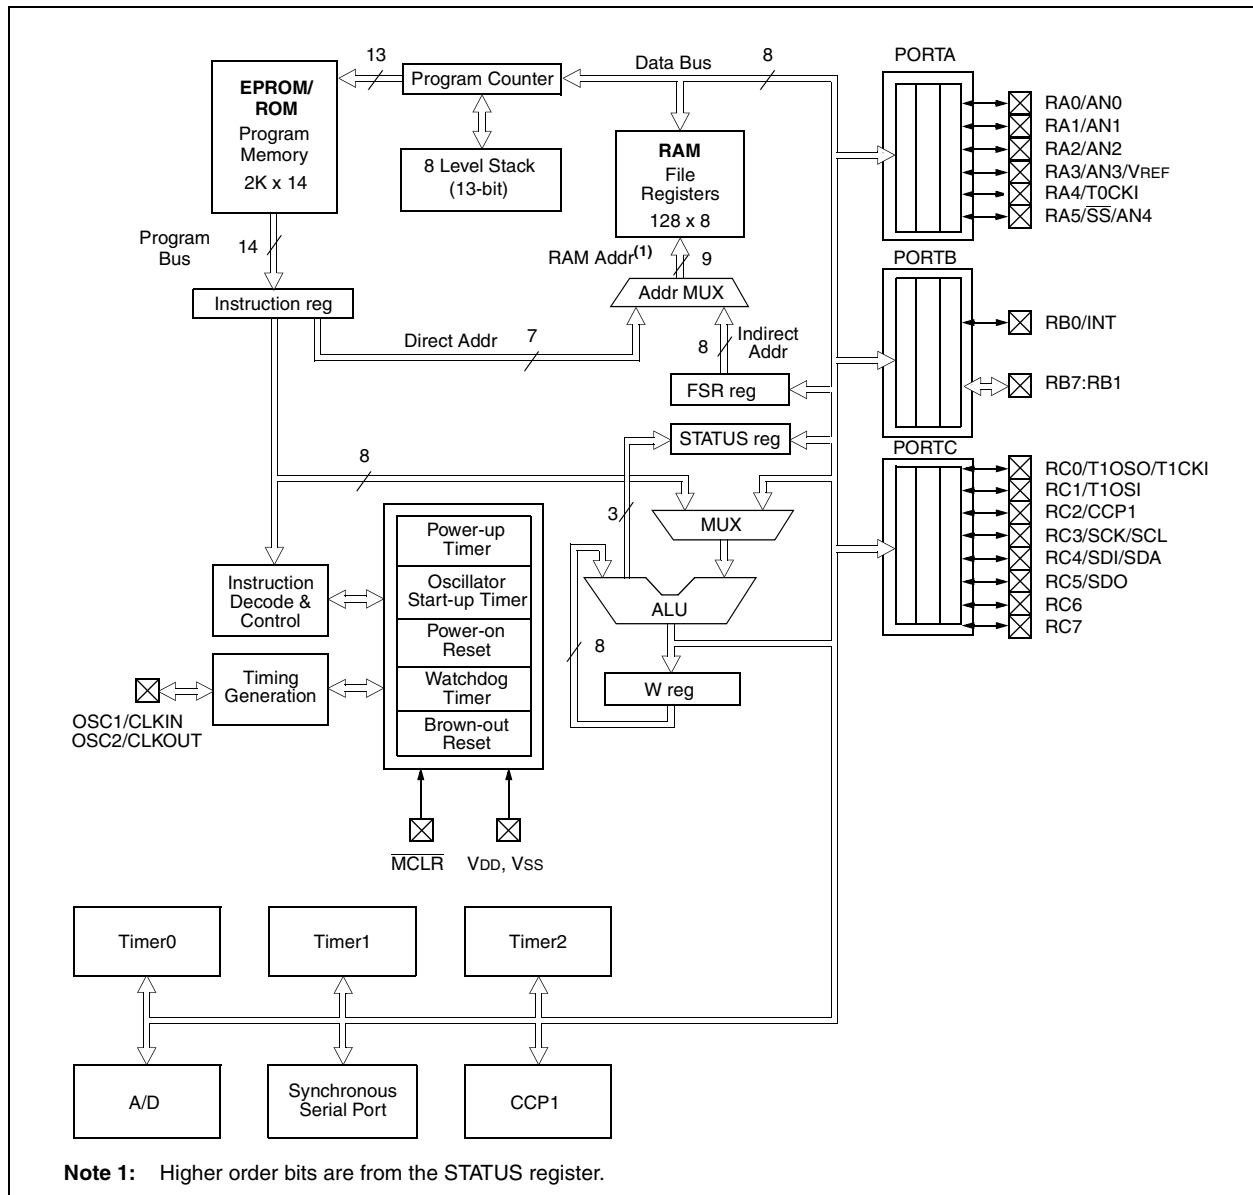 EPROM/
ROM
Program
Memory
2K x 14
13
Program Counter
8 Level Stack
(13-bit)
Data Bus
8
RAM
File
Registers
128 x 8
Program
Bus
14
RAM Addr(1)
9
Addr MUX
Instruction reg
Direct Addr
7
8
Indirect
Addr
FSR reg
STATUS reg
8
3
MUX
ALU
8
W reg
Power-up
Timer
Oscillator
Start-up Timer
Power-on
Reset
Watchdog
Timer
Brown-out
Reset
Instruction
Decode &
Control
Timing
Generation
OSC1/CLKIN
OSC2/CLKOUT
MCLR
VDD, VSS
PORTA
RA0/AN0
RA1/AN1
RA2/AN2
RA3/AN3/VREF
RA4/T0CKI
RA5/SS/AN4
PORTB
RB0/INT
RB7:RB1
PORTC
RC0/T1OSO/T1CKI
RC1/T1OSI
RC2/CCP1
RC3/SCK/SCL
RC4/SDI/SDA
RC5/SDO
RC6
RC7
Timer0
Timer1
Timer2
A/D
Synchronous
Serial Port
CCP1
Note 1: Higher order bits are from the STATUS register.